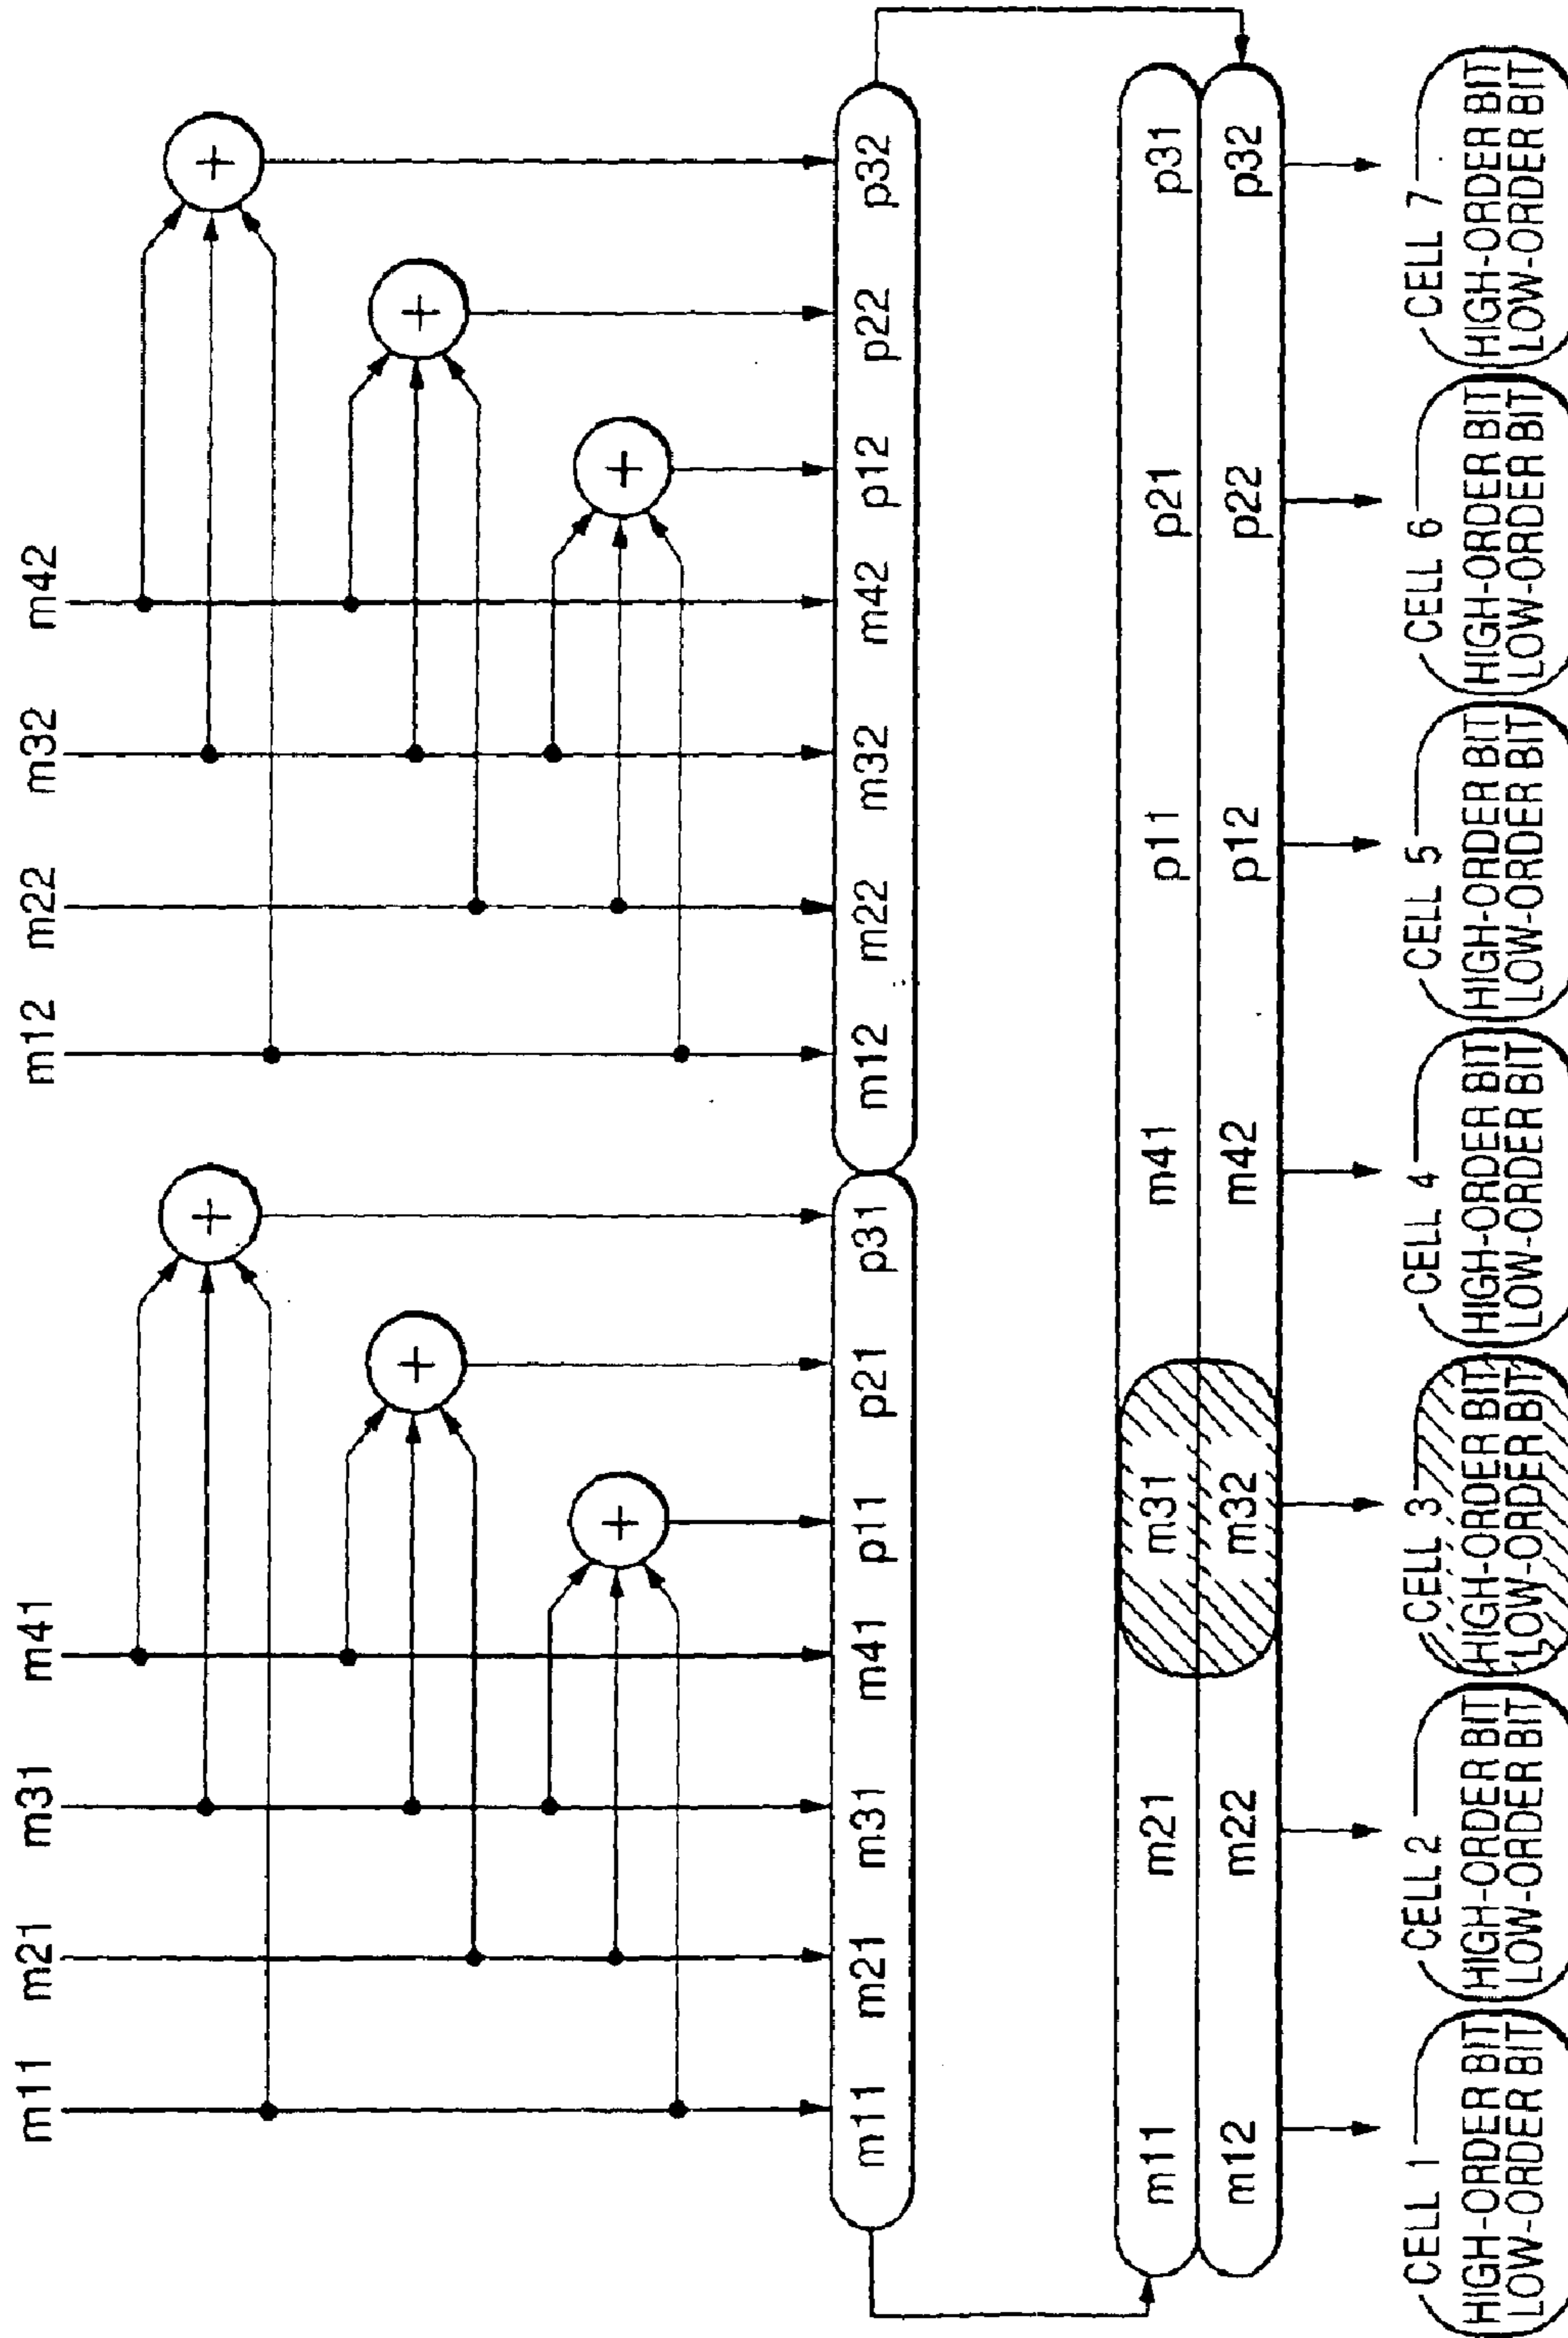 m11 m21 m31 m41 m12 m22 m32 m42
+ +
+ +
+ +
m11 m21 m31 m41 p11 p21 p31 m12 m22 m32 m42 p12 p22 p32
m11 m21 m31 m41 p11 p21 p31
m12 m22 m32 m42 p12 p22 p32
CELL 1 CELL 2 CELL 3 CELL 4 CELL 5 CELL 6 CELL 7
HIGH-ORDER BIT HIGH-ORDER BIT HIGH-ORDER BIT HIGH-ORDER BIT HIGH-ORDER BIT HIGH-ORDER BIT HIGH-ORDER BIT
LOW-ORDER BIT LOW-ORDER BIT LOW-ORDER BIT LOW-ORDER BIT LOW-ORDER BIT LOW-ORDER BIT LOW-ORDER BIT